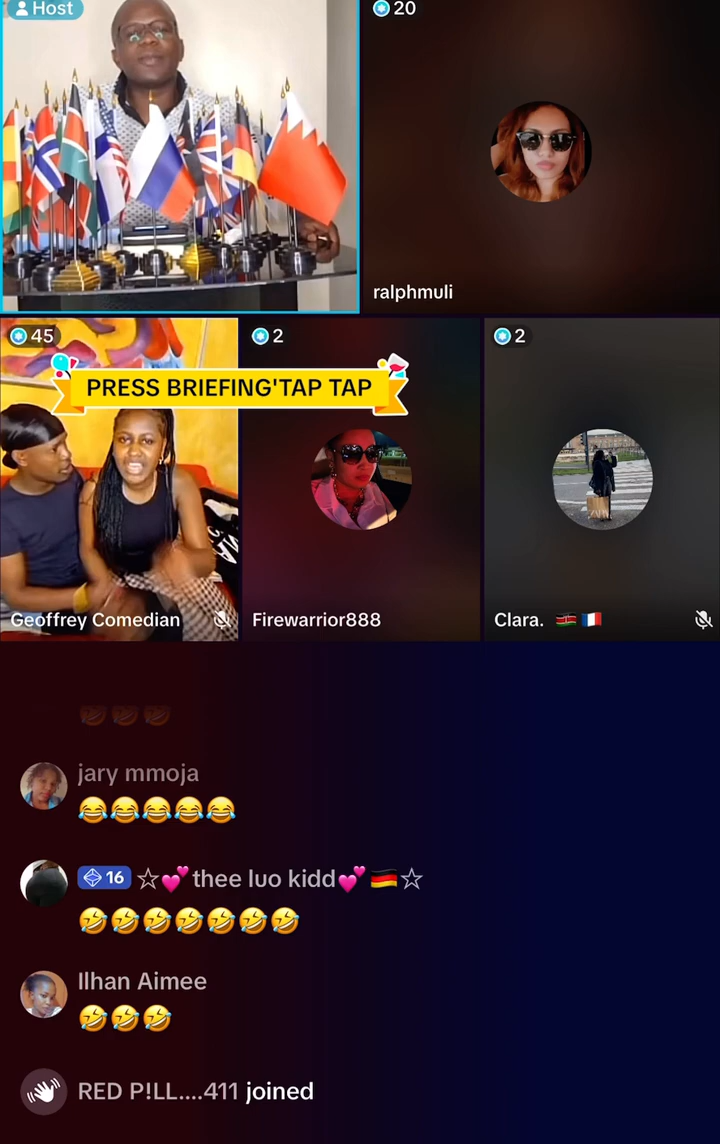 Host
20
ralphmuli
45
2
2
PRESS BRIEFING'TAP TAP
Geoffrey Comedian
Firewarrior888
Clara. 🇰🇪🇫🇷
🤣🤣🤣
jary mmoja
😂😂😂😂😂
16 ☆💕thee luo kidd💕🇩🇪☆
🤣🤣🤣🤣🤣🤣🤣
Ilhan Aimee
🤣🤣🤣
RED P!LL....411 joined